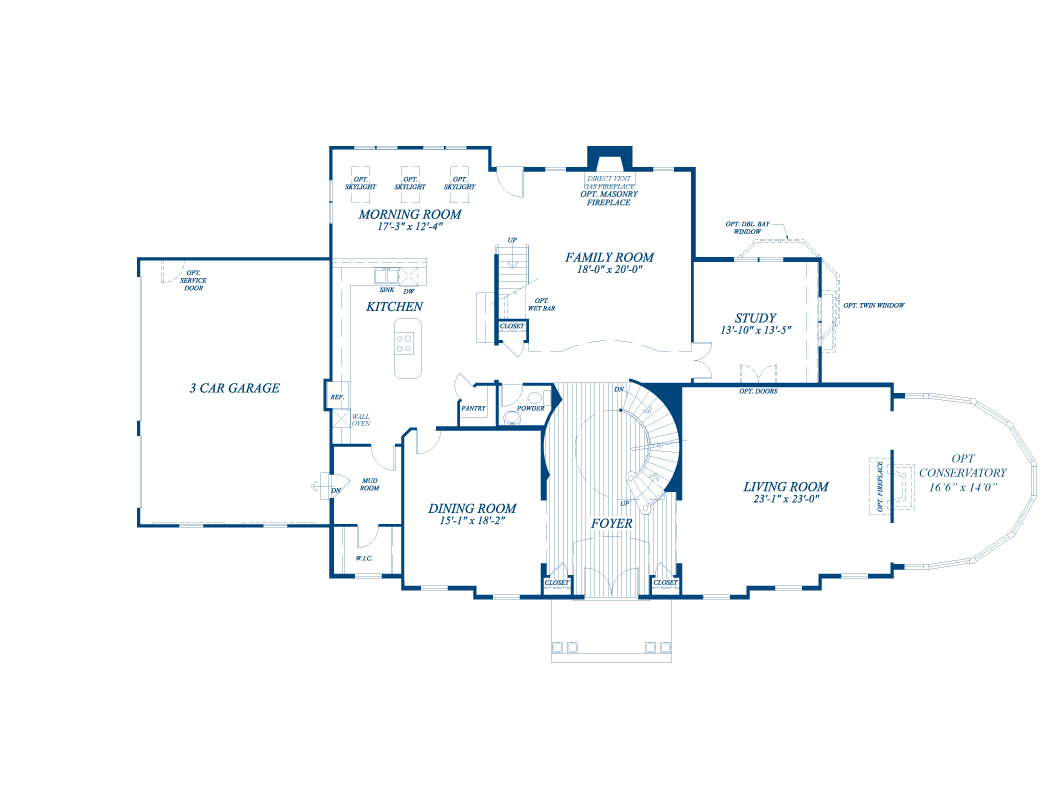 OPT.
SKYLIGHT
OPT.
SKYLIGHT
OPT.
SKYLIGHT
DIRECT VENT
GAS FIREPLACE
OPT. MASONRY
FIREPLACE
MORNING ROOM
17'-3" x 12'-4"
OPT. DBL. BAY
WINDOW
UP
FAMILY ROOM
18'-0" x 20'-0"
OPT.
SERVICE
DOOR
SINK
DW
KITCHEN
OPT.
WET BAR
OPT. TWIN WINDOW
CLOSET
STUDY
13'-10" x 13'-5"
3 CAR GARAGE
DN
OPT. DOORS
REF.
PANTRY
POWDER
WALL
OVEN
OPT
CONSERVATORY
16'6" x 14'0"
MUD
ROOM
DN
OPT. FIREPLACE
LIVING ROOM
23'-1" x 23'-0"
DINING ROOM
15'-1" x 18'-2"
UP
FOYER
W.I.C.
CLOSET
CLOSET